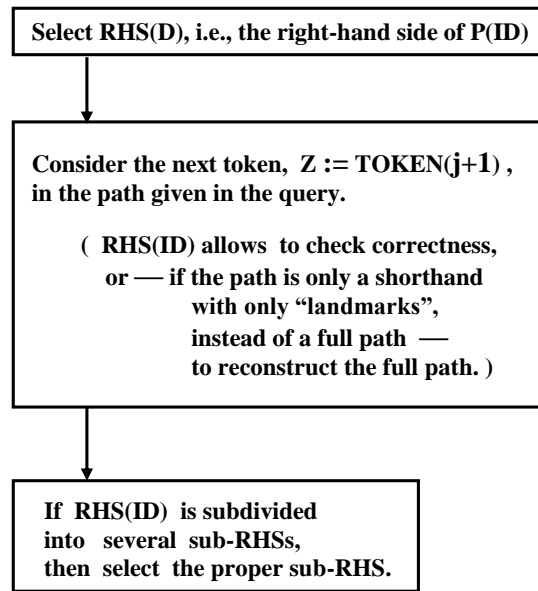 Select RHS(D), i.e., the right-hand side of P(ID)
Consider the next token, Z := TOKEN(j+1) ,
in the path given in the query.
( RHS(ID) allows to check correctness,
or — if the path is only a shorthand
with only “landmarks”,
instead of a full path —
to reconstruct the full path. )
If RHS(ID) is subdivided
into several sub-RHSs,
then select the proper sub-RHS.